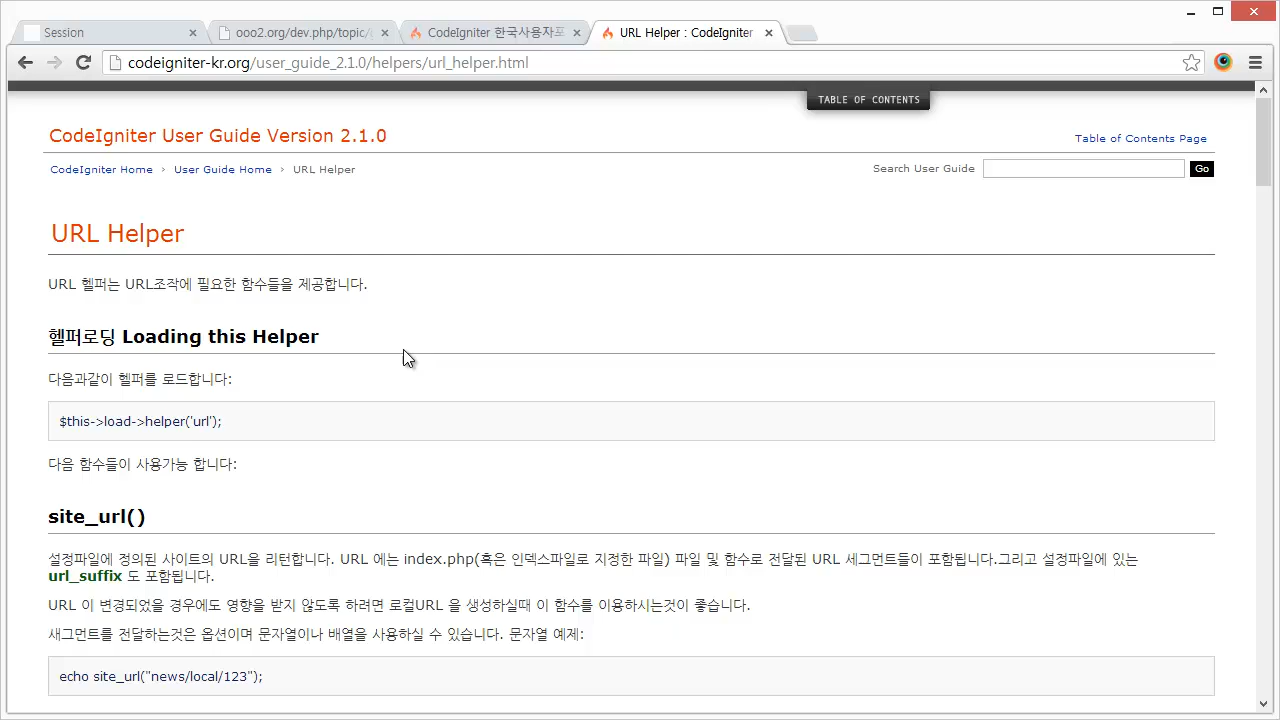 Session
ooo2.org/dev.php/topic/
CodeIgniter 한국사용자포
URL Helper : CodeIgniter
codeigniter-kr.org/user_guide_2.1.0/helpers/url_helper.html
TABLE OF CONTENTS
CodeIgniter User Guide Version 2.1.0
Table of Contents Page
CodeIgniter Home › User Guide Home › URL Helper
Search User Guide Go
URL Helper
URL 헬퍼는 URL조작에 필요한 함수들을 제공합니다.
헬퍼로딩 Loading this Helper
다음과같이 헬퍼를 로드합니다:
$this->load->helper('url');
다음 함수들이 사용가능 합니다:
site_url()
설정파일에 정의된 사이트의 URL을 리턴합니다. URL 에는 index.php(혹은 인덱스파일로 지정한 파일) 파일 및 함수로 전달된 URL 세그먼트들이 포함됩니다.그리고 설정파일에 있는
url_suffix 도 포함됩니다.
URL 이 변경되었을 경우에도 영향을 받지 않도록 하려면 로컬URL 을 생성하실때 이 함수를 이용하시는것이 좋습니다.
새그먼트를 전달하는것은 옵션이며 문자열이나 배열을 사용하실 수 있습니다. 문자열 예제:
echo site_url("news/local/123");